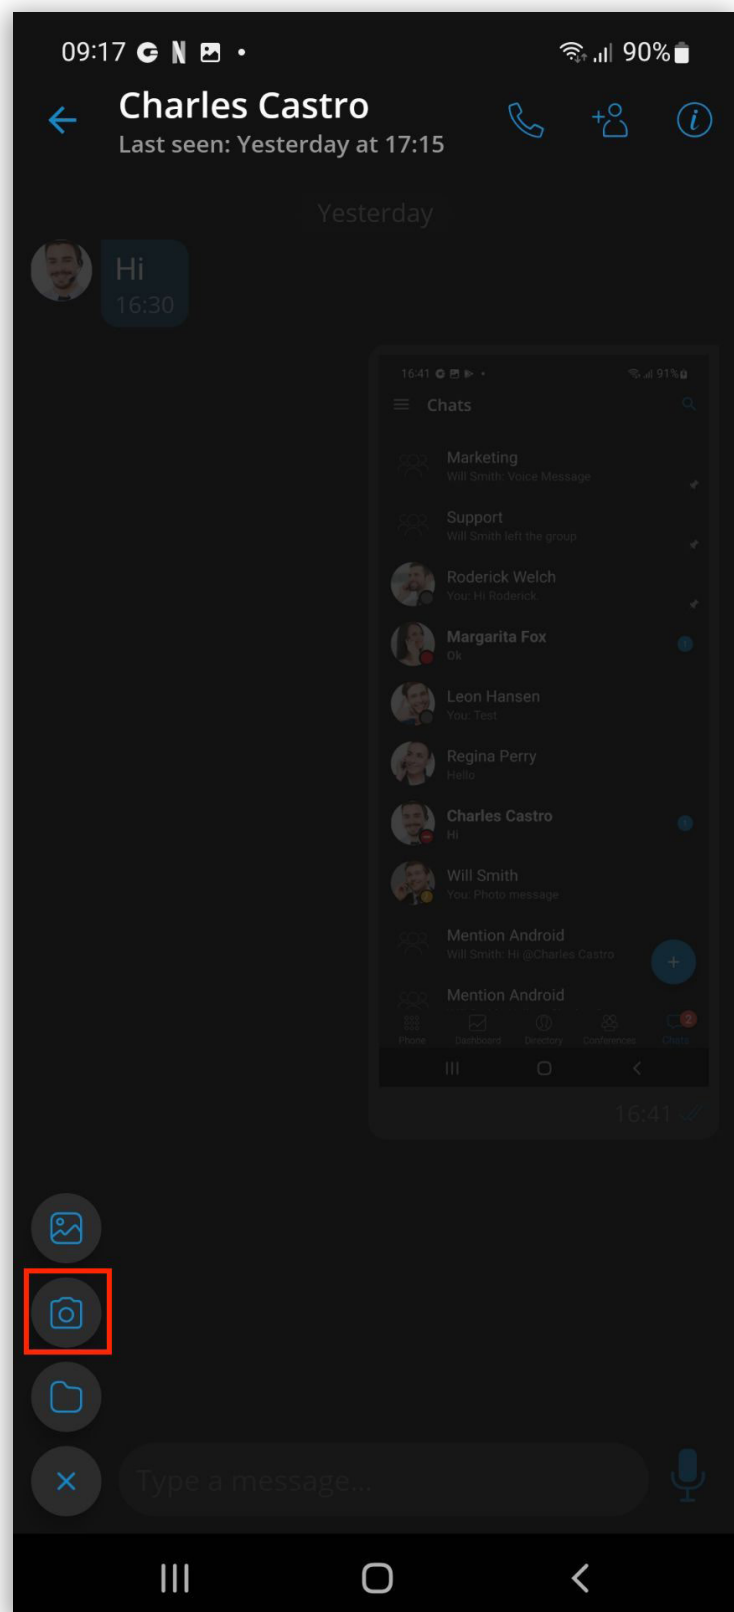 09:17
90%
Charles Castro
Last seen: Yesterday at 17:15
Yesterday
Hi
16:30
16:41
91%
Chats
Marketing
Will Smith: Voice Message
Support
Will Smith left the group
Roderick Welch
You: Hi Roderick.
Margarita Fox
Ok
1
Leon Hansen
You: Test
Regina Perry
Hello
Charles Castro
Hi
1
Will Smith
You: Photo message
Mention Android
Will Smith: Hi @Charles Castro
Mention Android
2
Phone Dashboard Directory Conferences Chats
16:41
Type a message...